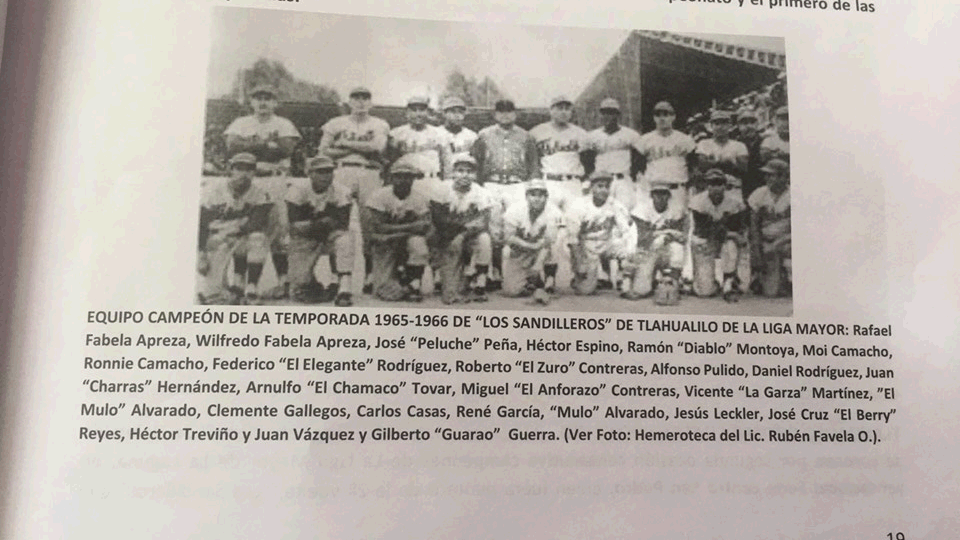 y el primero de las
EQUIPO CAMPEÓN DE LA TEMPORADA 1965-1966 DE “LOS SANDILLEROS” DE TLAHUALILO DE LA LIGA MAYOR: Rafael
Fabela Apreza, Wilfredo Fabela Apreza, José “Peluche” Peña, Héctor Espino, Ramón “Diablo” Montoya, Moi Camacho,
Ronnie Camacho, Federico “El Elegante” Rodríguez, Roberto “El Zuro” Contreras, Alfonso Pulido, Daniel Rodríguez, Juan
“Charras” Hernández, Arnulfo “El Chamaco” Tovar, Miguel “El Anforazo” Contreras, Vicente “La Garza” Martínez, ”El
Mulo” Alvarado, Clemente Gallegos, Carlos Casas, René García, “Mulo” Alvarado, Jesús Leckler, José Cruz “El Berry”
Reyes, Héctor Treviño y Juan Vázquez y Gilberto “Guarao” Guerra. (Ver Foto: Hemeroteca del Lic. Rubén Favela O.).
19